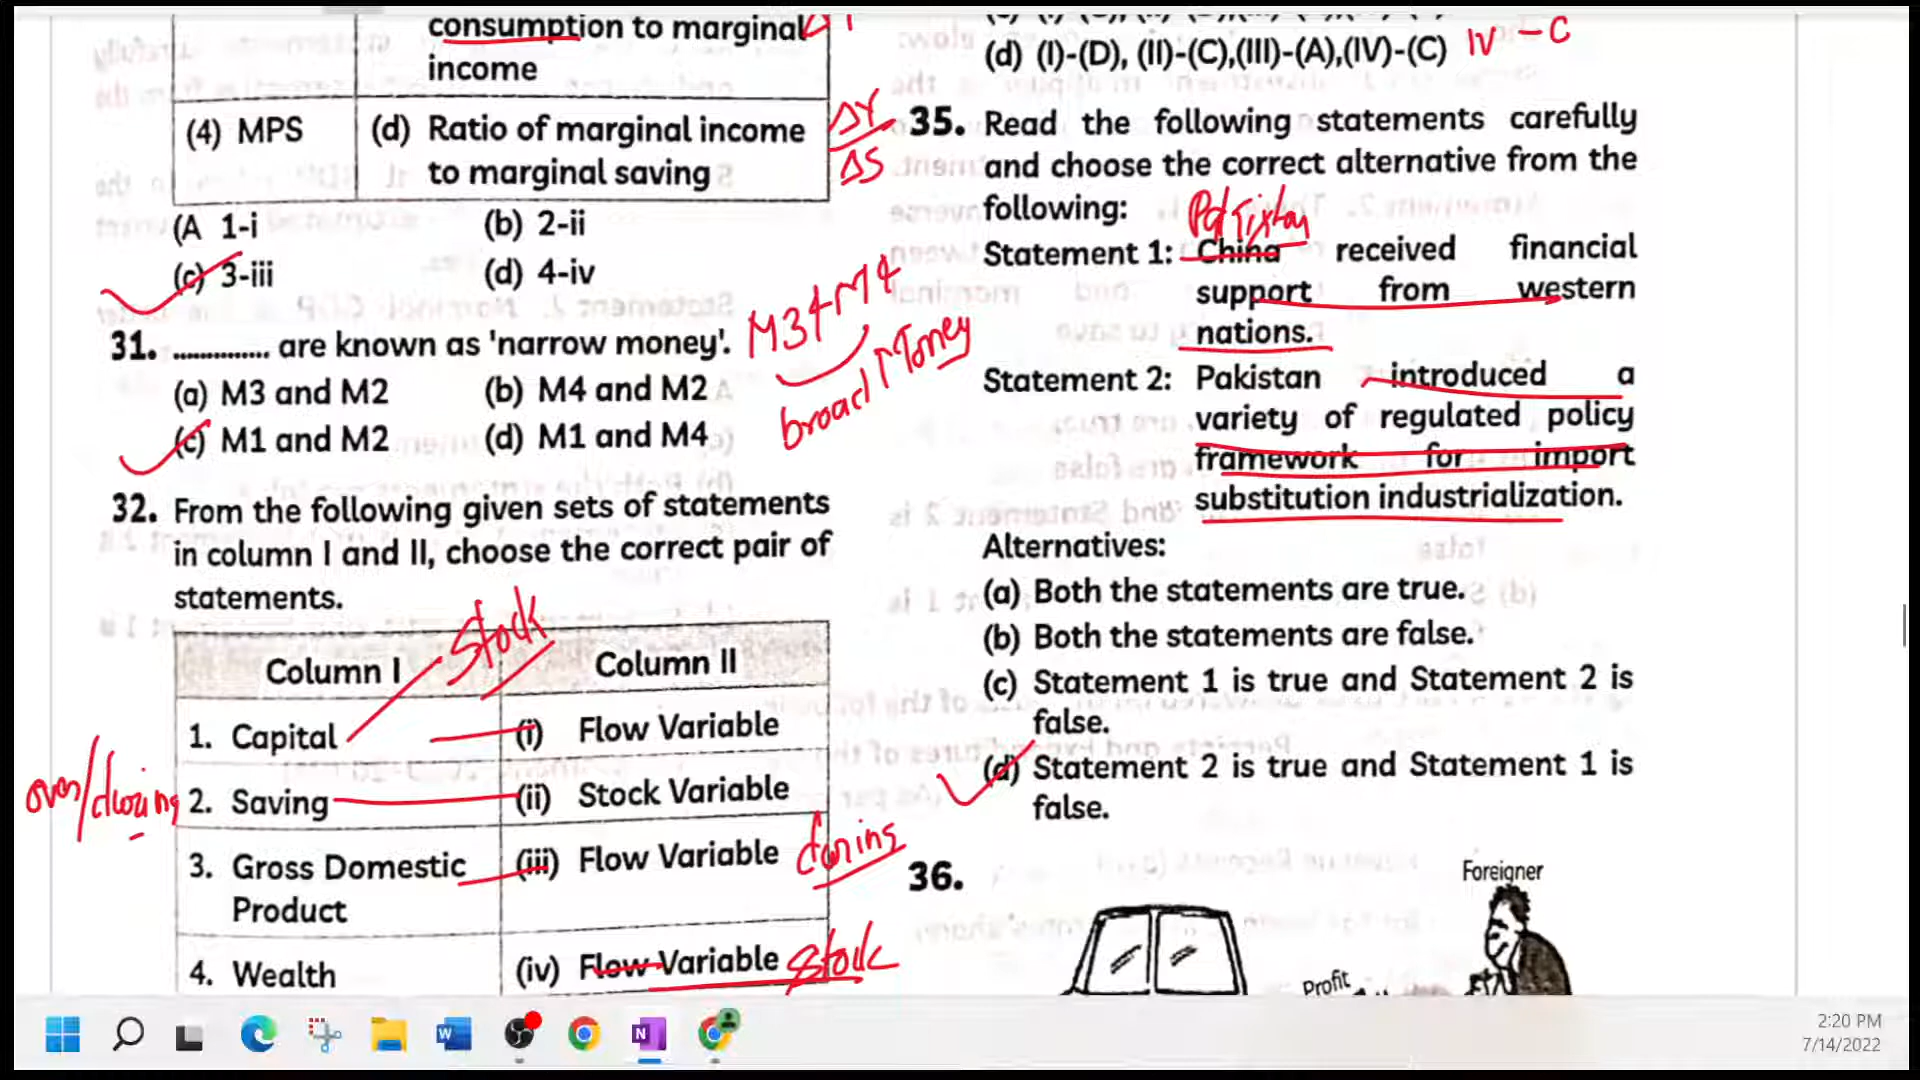 consumption to marginal
income
(4) MPS
(d) Ratio of marginal income
to marginal saving
ΔY
ΔS
(A 1-i
(b) 2-ii
(c) 3-iii
(d) 4-iv
31. .............. are known as 'narrow money'.
(a) M3 and M2
(b) M4 and M2
(c) M1 and M2
(d) M1 and M4
M3+M4
broad
32. From the following given sets of statements
in column I and II, choose the correct pair of
statements.
Stock
Column I
Column II
1. Capital
(i) Flow Variable
2. Saving
(ii) Stock Variable
3. Gross Domestic
Product
(iii) Flow Variable
4. Wealth
(iv) Flow Variable
Stock
(d) (I)-(D), (II)-(C),(III)-(A),(IV)-(C)
IV - C
35. Read the following statements carefully
and choose the correct alternative from the
following:
Statement 1: China received financial
support from western
nations.
Statement 2: Pakistan introduced a
variety of regulated policy
framework for import
substitution industrialization.
Alternatives:
(a) Both the statements are true.
(b) Both the statements are false.
(c) Statement 1 is true and Statement 2 is
false.
(d) Statement 2 is true and Statement 1 is
false.
36.
Foreigner
Profit
2:20 PM
7/14/2022